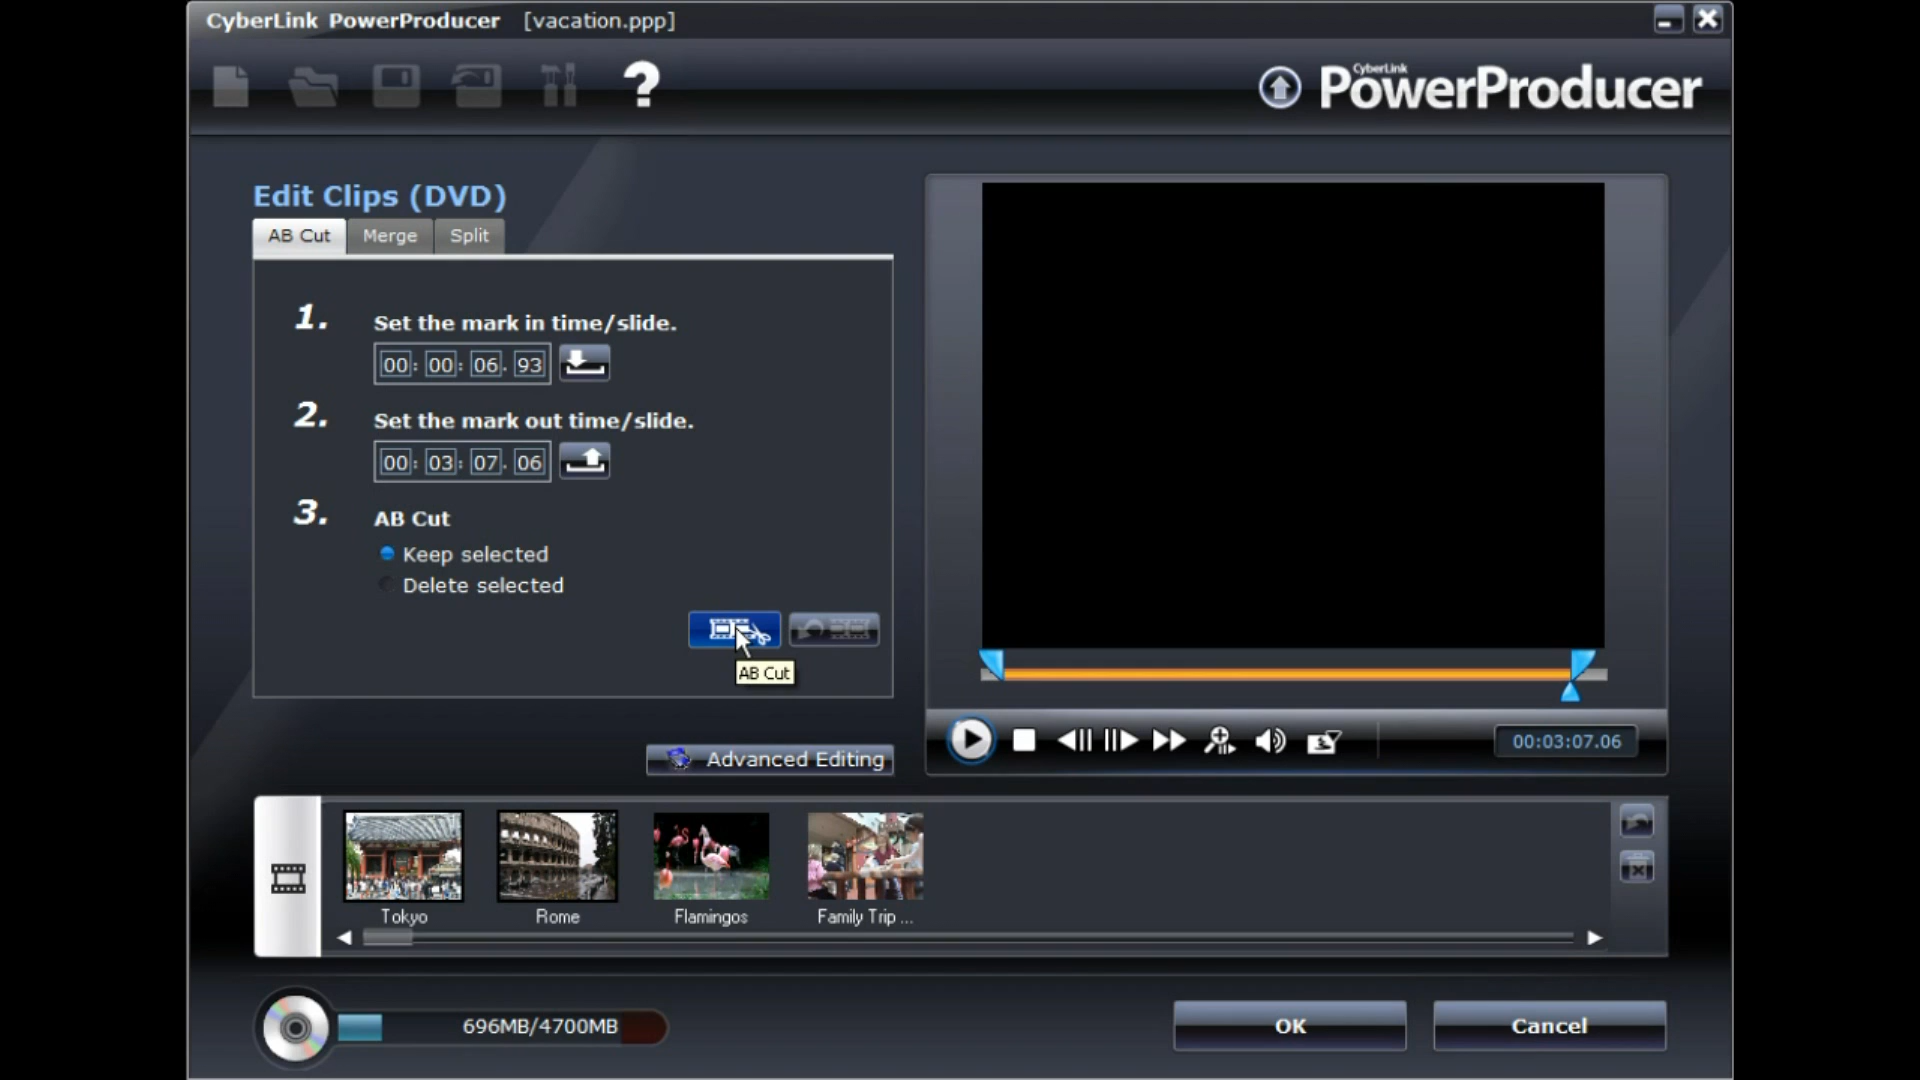 CyberLink PowerProducer [vacation.ppp]
?
CyberLink
PowerProducer
Edit Clips (DVD)
AB Cut Merge Split
1. Set the mark in time/slide.
00: 00: 06. 93
2. Set the mark out time/slide.
00: 03: 07. 06
3. AB Cut
Keep selected
Delete selected
AB Cut
Advanced Editing
00:03:07.06
Tokyo Rome Flamingos Family Trip ...
696MB/4700MB
OK Cancel